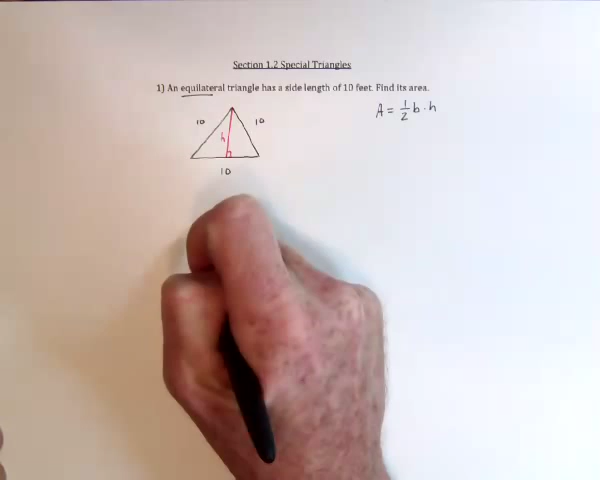 Section 1.2 Special Triangles
1) An equilateral triangle has a side length of 10 feet. Find its area.
A = 1/2 b · h
10 10
h
10